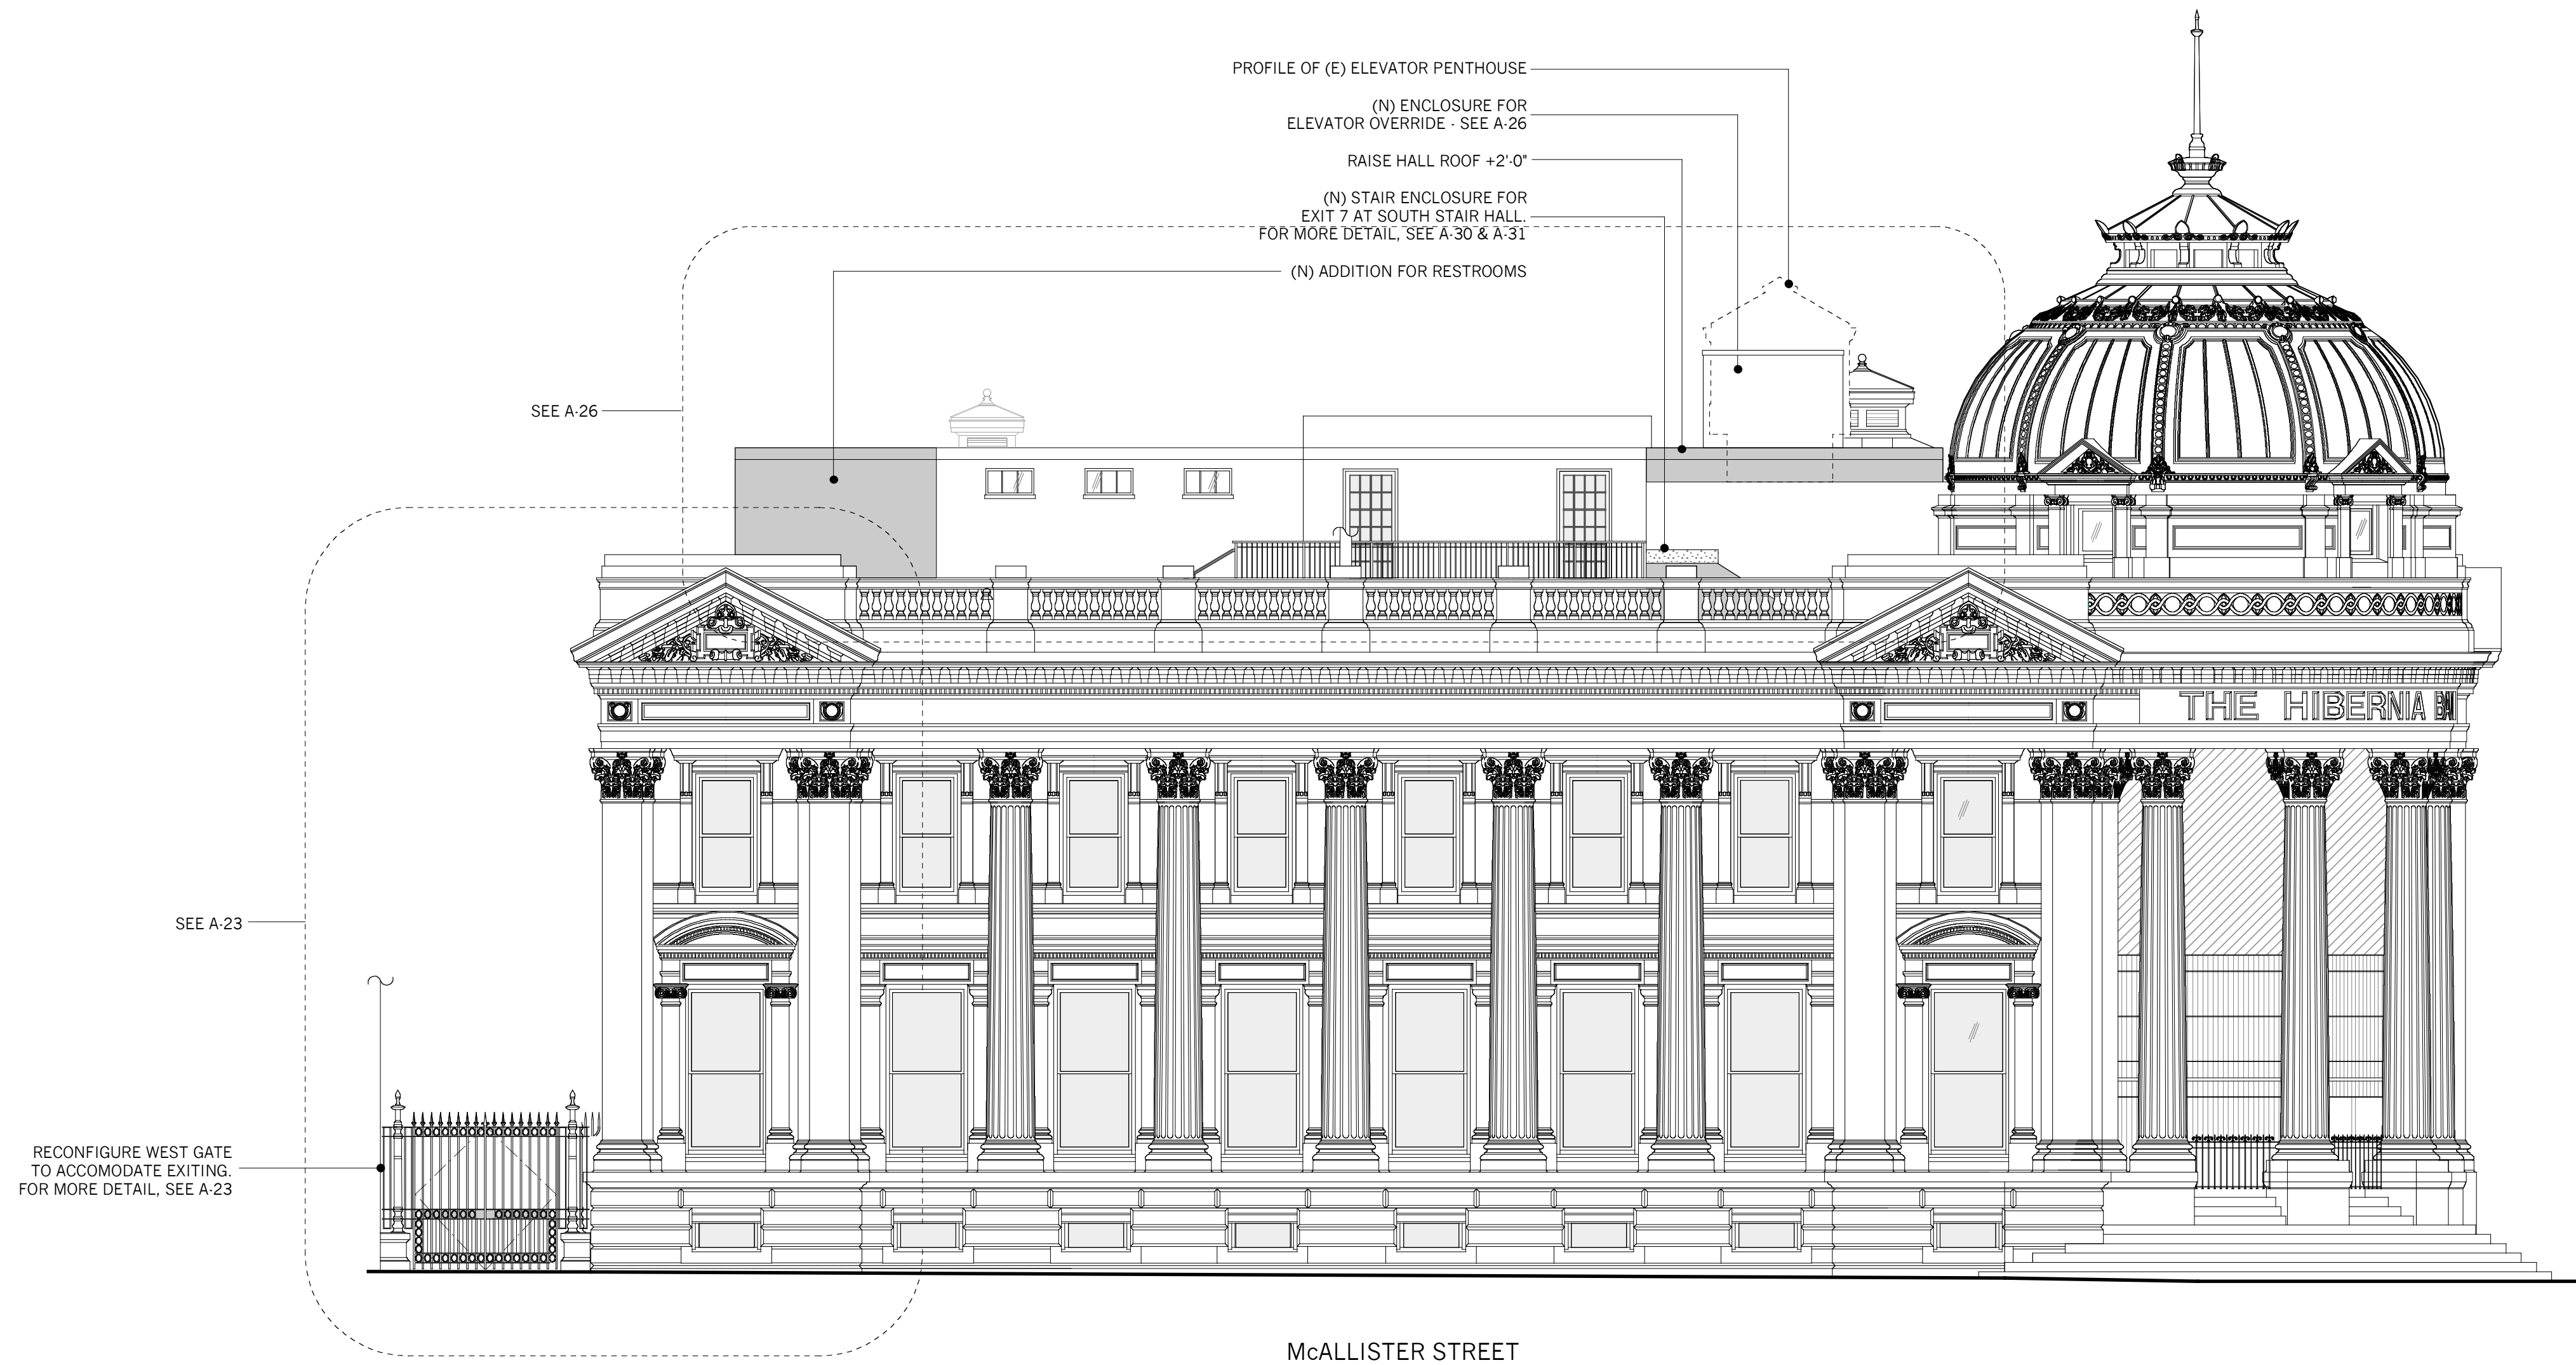 PROFILE OF (E) ELEVATOR PENTHOUSE
(N) ENCLOSURE FOR
ELEVATOR OVERRIDE - SEE A-26
RAISE HALL ROOF +2'-0"
(N) STAIR ENCLOSURE FOR
EXIT 7 AT SOUTH STAIR HALL.
FOR MORE DETAIL, SEE A-30 & A-31
(N) ADDITION FOR RESTROOMS
SEE A-26
THE HIBERNIA BAN
SEE A-23
RECONFIGURE WEST GATE
TO ACCOMODATE EXITING.
FOR MORE DETAIL, SEE A-23
McALLISTER STREET